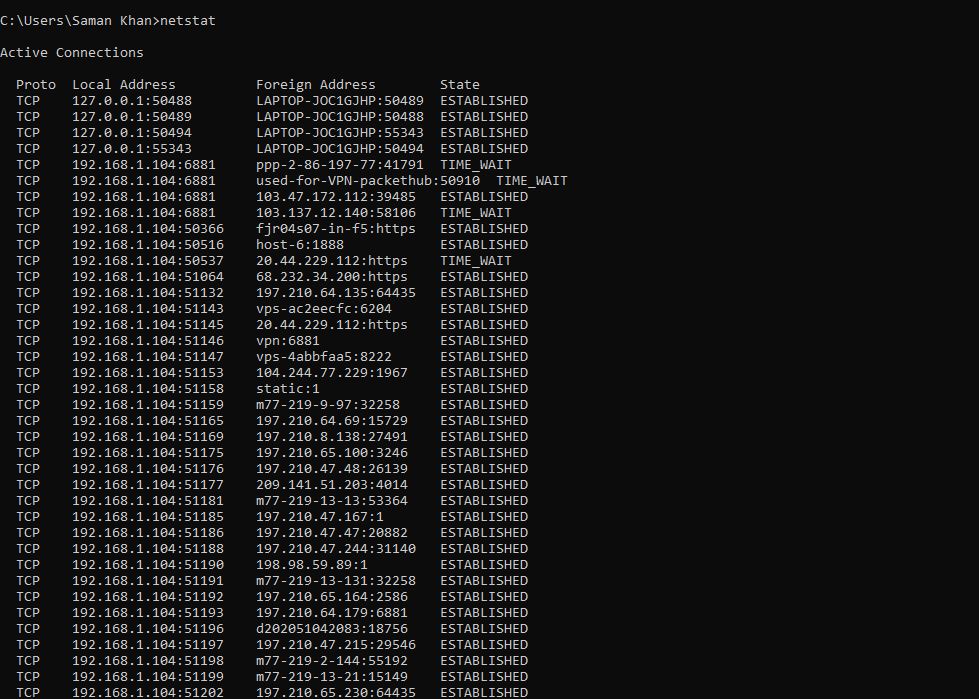 C:\Users\Saman Khan>netstat
Active Connections
Proto  Local Address          Foreign Address        State
TCP    127.0.0.1:50488        LAPTOP-JOC1GJHP:50489  ESTABLISHED
TCP    127.0.0.1:50489        LAPTOP-JOC1GJHP:50488  ESTABLISHED
TCP    127.0.0.1:50494        LAPTOP-JOC1GJHP:55343  ESTABLISHED
TCP    127.0.0.1:55343        LAPTOP-JOC1GJHP:50494  ESTABLISHED
TCP    192.168.1.104:6881     ppp-2-86-197-77:41791  TIME_WAIT
TCP    192.168.1.104:6881     used-for-VPN-packethub:50910  TIME_WAIT
TCP    192.168.1.104:6881     103.47.172.112:39485   ESTABLISHED
TCP    192.168.1.104:6881     103.137.12.140:58106   TIME_WAIT
TCP    192.168.1.104:50366    fjr04s07-in-f5:https   ESTABLISHED
TCP    192.168.1.104:50516    host-6:1888            ESTABLISHED
TCP    192.168.1.104:50537    20.44.229.112:https    TIME_WAIT
TCP    192.168.1.104:51064    68.232.34.200:https    ESTABLISHED
TCP    192.168.1.104:51132    197.210.64.135:64435   ESTABLISHED
TCP    192.168.1.104:51143    vps-ac2eecfc:6204      ESTABLISHED
TCP    192.168.1.104:51145    20.44.229.112:https    ESTABLISHED
TCP    192.168.1.104:51146    vpn:6881               ESTABLISHED
TCP    192.168.1.104:51147    vps-4abbfaa5:8222      ESTABLISHED
TCP    192.168.1.104:51153    104.244.77.229:1967    ESTABLISHED
TCP    192.168.1.104:51158    static:1               ESTABLISHED
TCP    192.168.1.104:51159    m77-219-9-97:32258     ESTABLISHED
TCP    192.168.1.104:51165    197.210.64.69:15729    ESTABLISHED
TCP    192.168.1.104:51169    197.210.8.138:27491    ESTABLISHED
TCP    192.168.1.104:51175    197.210.65.100:3246    ESTABLISHED
TCP    192.168.1.104:51176    197.210.47.48:26139    ESTABLISHED
TCP    192.168.1.104:51177    209.141.51.203:4014    ESTABLISHED
TCP    192.168.1.104:51181    m77-219-13-13:53364    ESTABLISHED
TCP    192.168.1.104:51185    197.210.47.167:1       ESTABLISHED
TCP    192.168.1.104:51186    197.210.47.47:20882    ESTABLISHED
TCP    192.168.1.104:51188    197.210.47.244:31140   ESTABLISHED
TCP    192.168.1.104:51190    198.98.59.89:1         ESTABLISHED
TCP    192.168.1.104:51191    m77-219-13-131:32258   ESTABLISHED
TCP    192.168.1.104:51192    197.210.65.164:2586    ESTABLISHED
TCP    192.168.1.104:51193    197.210.64.179:6881    ESTABLISHED
TCP    192.168.1.104:51196    d202051042083:18756    ESTABLISHED
TCP    192.168.1.104:51197    197.210.47.215:29546   ESTABLISHED
TCP    192.168.1.104:51198    m77-219-2-144:55192    ESTABLISHED
TCP    192.168.1.104:51199    m77-219-13-21:15149    ESTABLISHED
TCP    192.168.1.104:51202    197.210.65.230:64435   ESTABLISHED